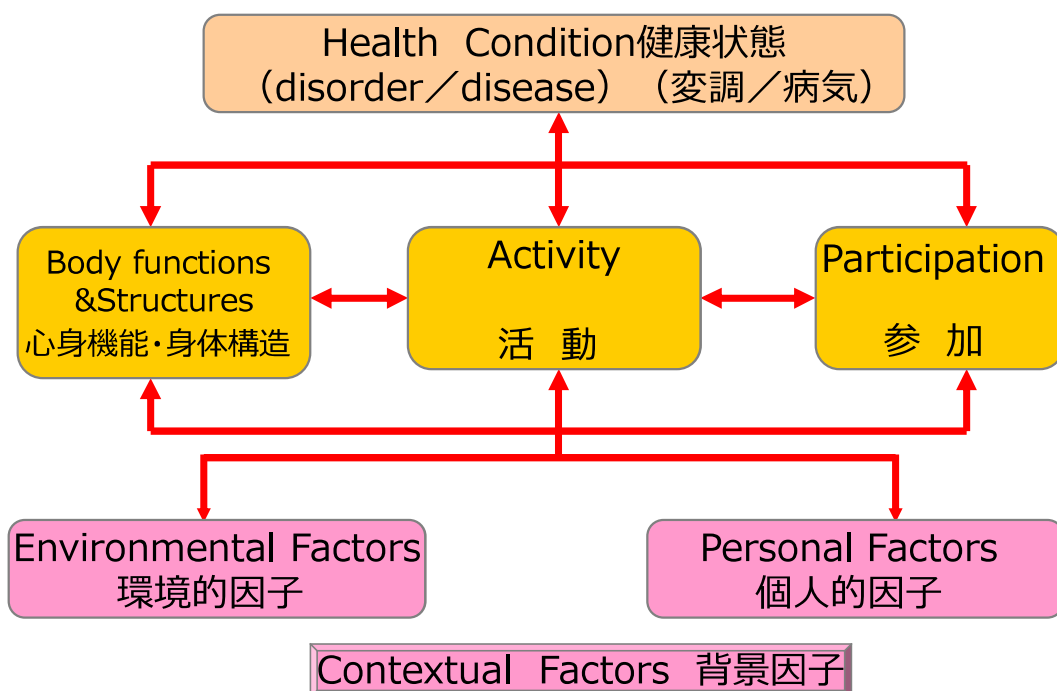 Health Condition健康状態
（disorder／disease）（変調／病気）
Body functions
&Structures
心身機能･身体構造
Activity
活 動
Participation
参 加
Environmental Factors
環境的因子
Personal Factors
個人的因子
Contextual Factors 背景因子